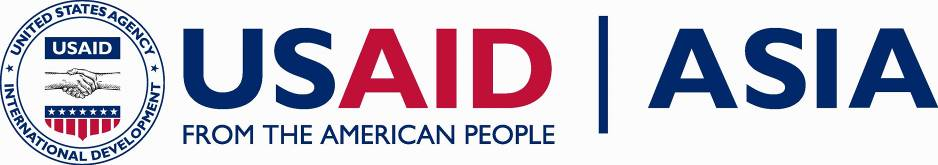 UNITED STATES AGENCY
USAID
INTERNATIONAL DEVELOPMENT
USAID | ASIA
FROM THE AMERICAN PEOPLE